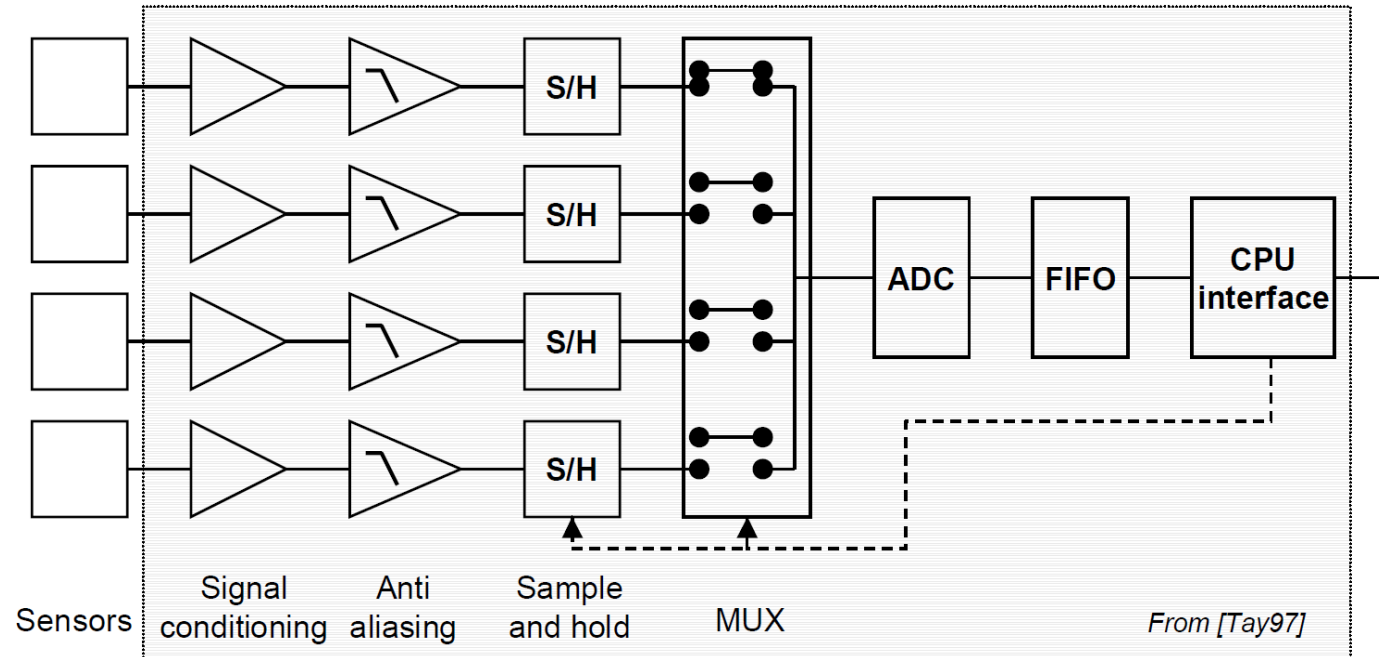 S/H
S/H
S/H
S/H
ADC
FIFO
CPU
interface
Sensors
Signal
conditioning
Anti
aliasing
Sample
and hold
MUX
From [Tay97]